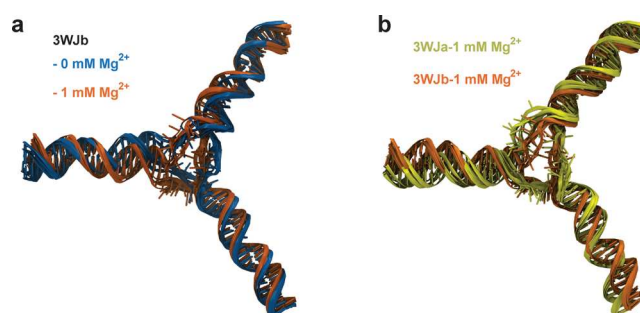 a
3WJb
- 0 mM Mg²⁺
- 1 mM Mg²⁺
b
3WJa-1 mM Mg²⁺
3WJb-1 mM Mg²⁺